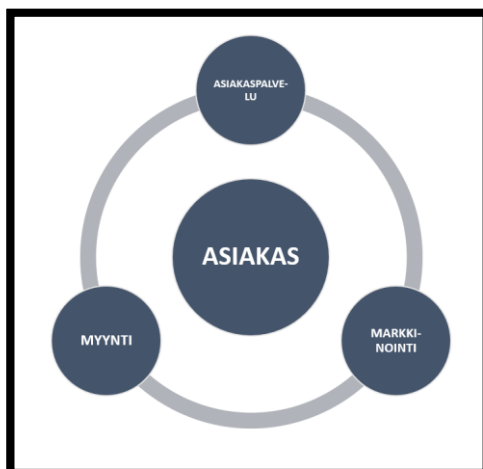 ASIAKASPALVE-
LU
ASIAKAS
MYYNTI
MARKKI-
NOINTI